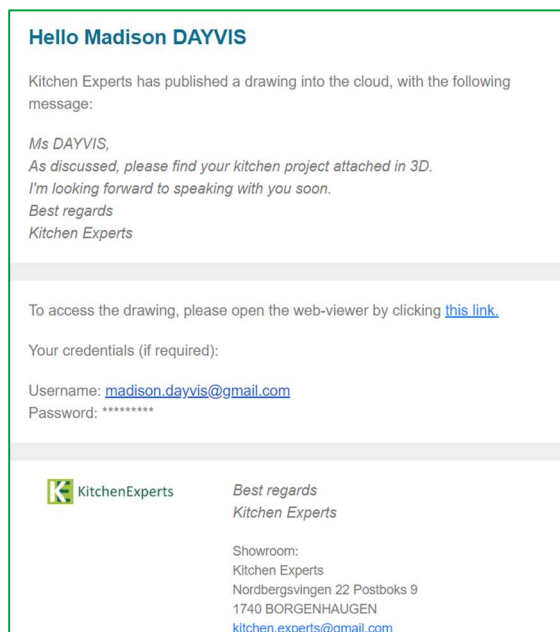 Hello Madison DAYVIS
Kitchen Experts has published a drawing into the cloud, with the following
message:
Ms DAYVIS,
As discussed, please find your kitchen project attached in 3D.
I'm looking forward to speaking with you soon.
Best regards
Kitchen Experts
To access the drawing, please open the web-viewer by clicking this link.
Your credentials (if required):
Username: madison.dayvis@gmail.com
Password: *********
KE KitchenExperts
Best regards
Kitchen Experts
Showroom:
Kitchen Experts
Nordbergsvingen 22 Postboks 9
1740 BORGENHAUGEN
kitchen.experts@gmail.com